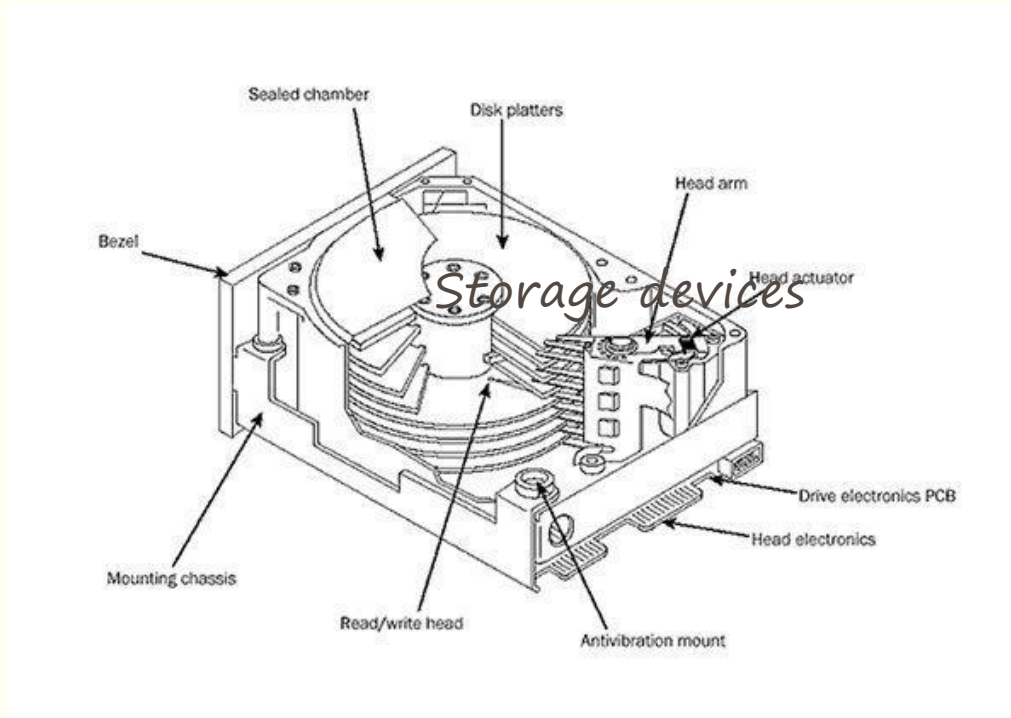 Sealed chamber
Disk platters
Head arm
Bezel
Head actuator
Storage devices
Drive electronics PCB
Head electronics
Mounting chassis
Read/write head
Antivibration mount